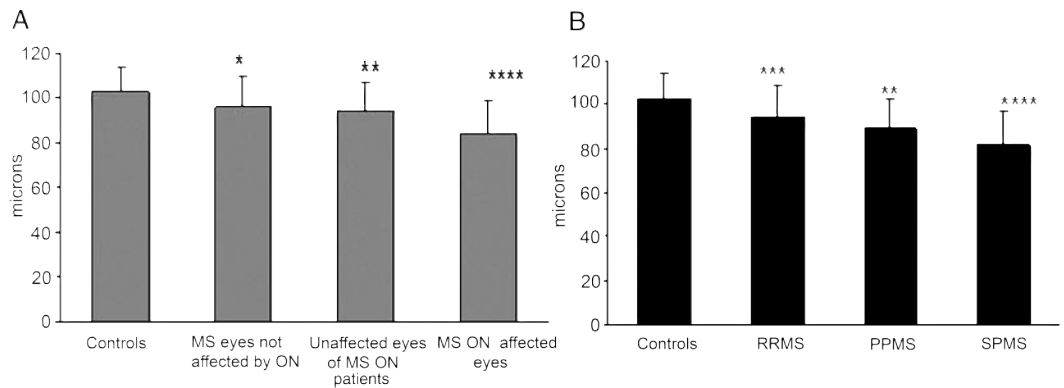 A
120
*
**
****
100
80
60
40
20
0
microns
Controls
MS eyes not
affected by ON
Unaffected eyes
of MS ON
patients
MS ON affected
eyes
B
120
***
**
****
100
80
60
80
40
20
0
microns
Controls
RRMS
PPMS
SPMS